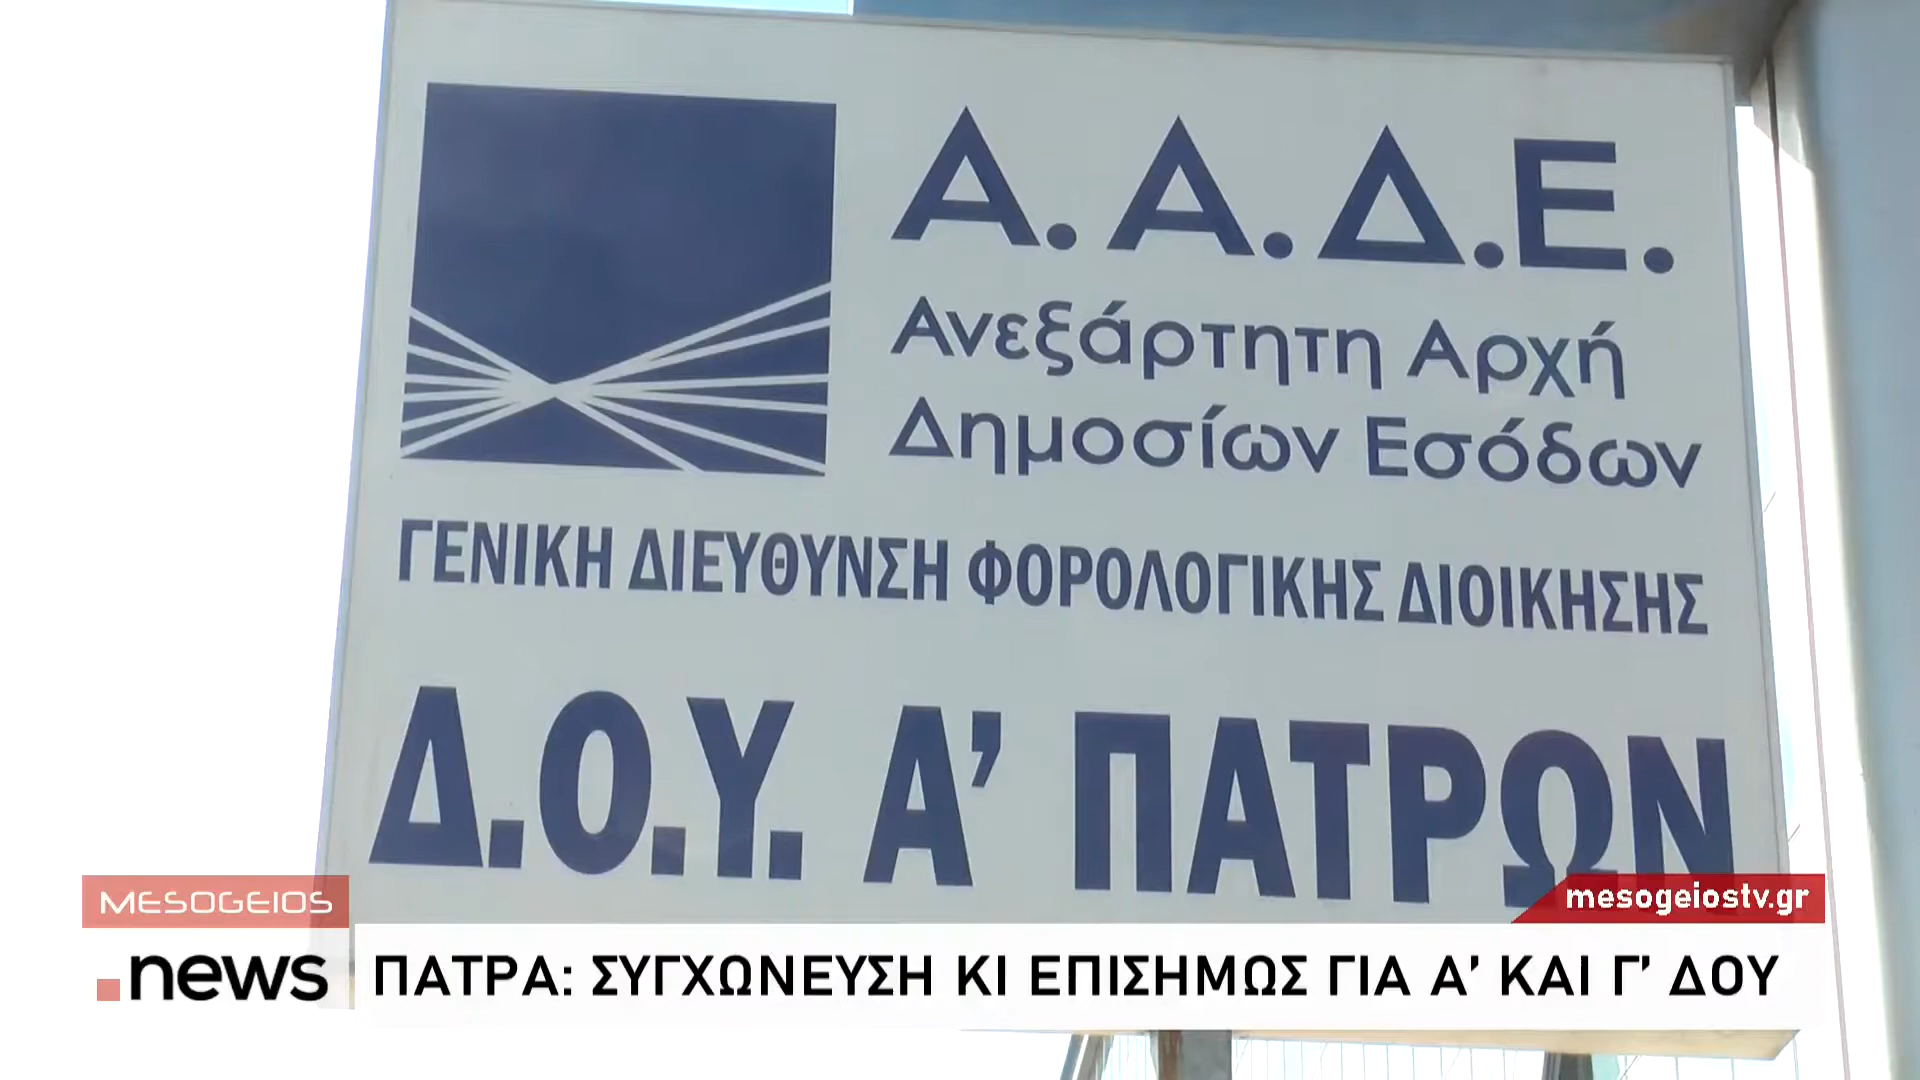 Α.Α.Δ.Ε.
Ανεξάρτητη Αρχή
Δημοσίων Εσόδων
ΓΕΝΙΚΗ ΔΙΕΥΘΥΝΣΗ ΦΟΡΟΛΟΓΙΚΗΣ ΔΙΟΙΚΗΣΗΣ
Δ.Ο.Υ. Α' ΠΑΤΡΩΝ
MESOGEIOS
mesogeiostv.gr
.news
ΠΑΤΡΑ: ΣΥΓΧΩΝΕΥΣΗ ΚΙ ΕΠΙΣΗΜΩΣ ΓΙΑ Α' ΚΑΙ Γ' ΔΟΥ